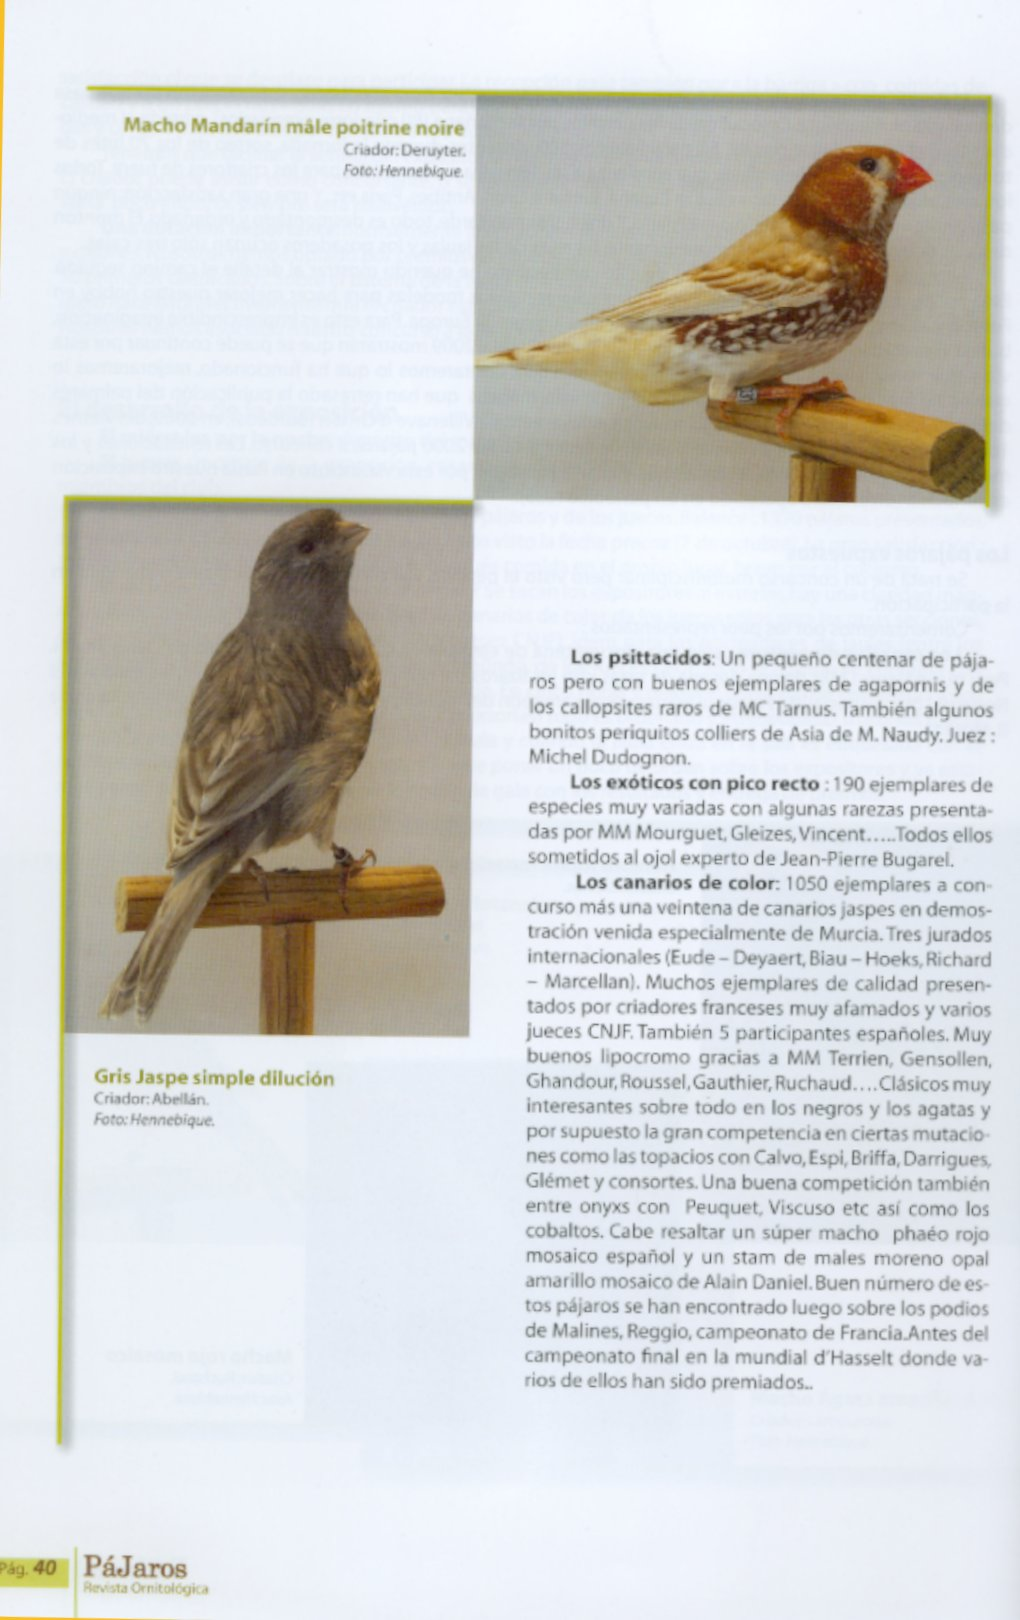 Macho Mandarín mâle poitrine noire
Criador: Deruyter.
Foto: Hennebique.
Los psittacidos: Un pequeño centenar de pája-
ros pero con buenos ejemplares de agapornis y de
los callopsites raros de MC Tarnus. También algunos
bonitos periquitos colliers de Asia de M. Naudy. Juez :
Michel Dudognon.
Los exóticos con pico recto : 190 ejemplares de
especies muy variadas con algunas rarezas presenta-
das por MM Mourguet, Gleizes, Vincent…..Todos ellos
sometidos al ojol experto de Jean-Pierre Bugarel.
Los canarios de color: 1050 ejemplares a con-
curso más una veintena de canarios jaspes en demos-
tración venida especialmente de Murcia. Tres jurados
internacionales (Eude – Deyaert, Biau – Hoeks, Richard
– Marcellan). Muchos ejemplares de calidad presen-
tados por criadores franceses muy afamados y varios
jueces CNJF. También 5 participantes españoles. Muy
buenos lipocromo gracias a MM Terrien, Gensollen,
Ghandour, Roussel, Gauthier, Ruchaud….Clásicos muy
interesantes sobre todo en los negros y los agatas y
por supuesto la gran competencia en ciertas mutacio-
nes como las topacios con Calvo, Espi, Briffa, Darrigues,
Glémet y consortes. Una buena competición también
entre onyxs con Peuquet, Viscuso etc así como los
cobaltos. Cabe resaltar un súper macho phaéo rojo
mosaico español y un stam de males moreno opal
amarillo mosaico de Alain Daniel. Buen número de es-
tos pájaros se han encontrado luego sobre los podios
de Malines, Reggio, campeonato de Francia.Antes del
campeonato final en la mundial d'Hasselt donde va-
rios de ellos han sido premiados..
Gris Jaspe simple dilución
Criador: Abellán.
Foto: Hennebique.
Pág. 40
PáJaros
Revista Ornitológica